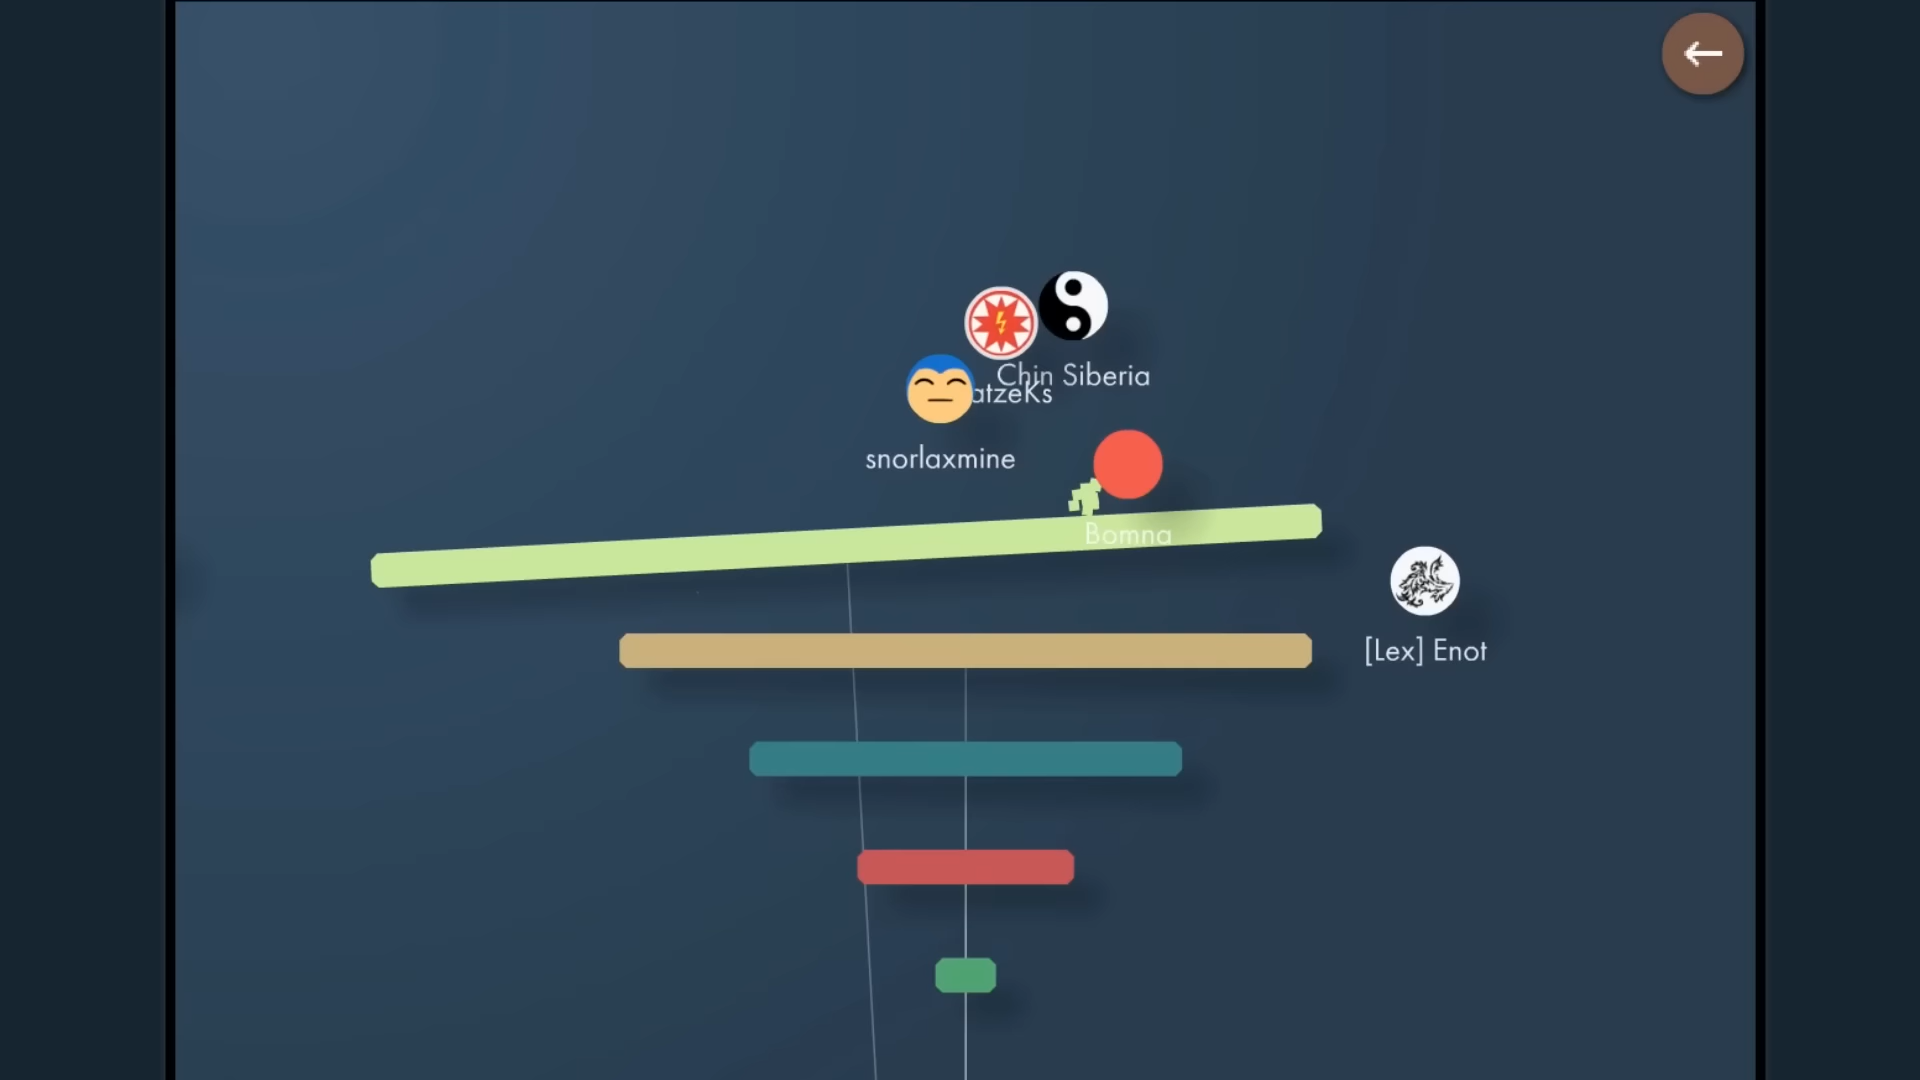 Chin Siberia
atzeKs
snorlaxmine
Bomna
[Lex] Enot